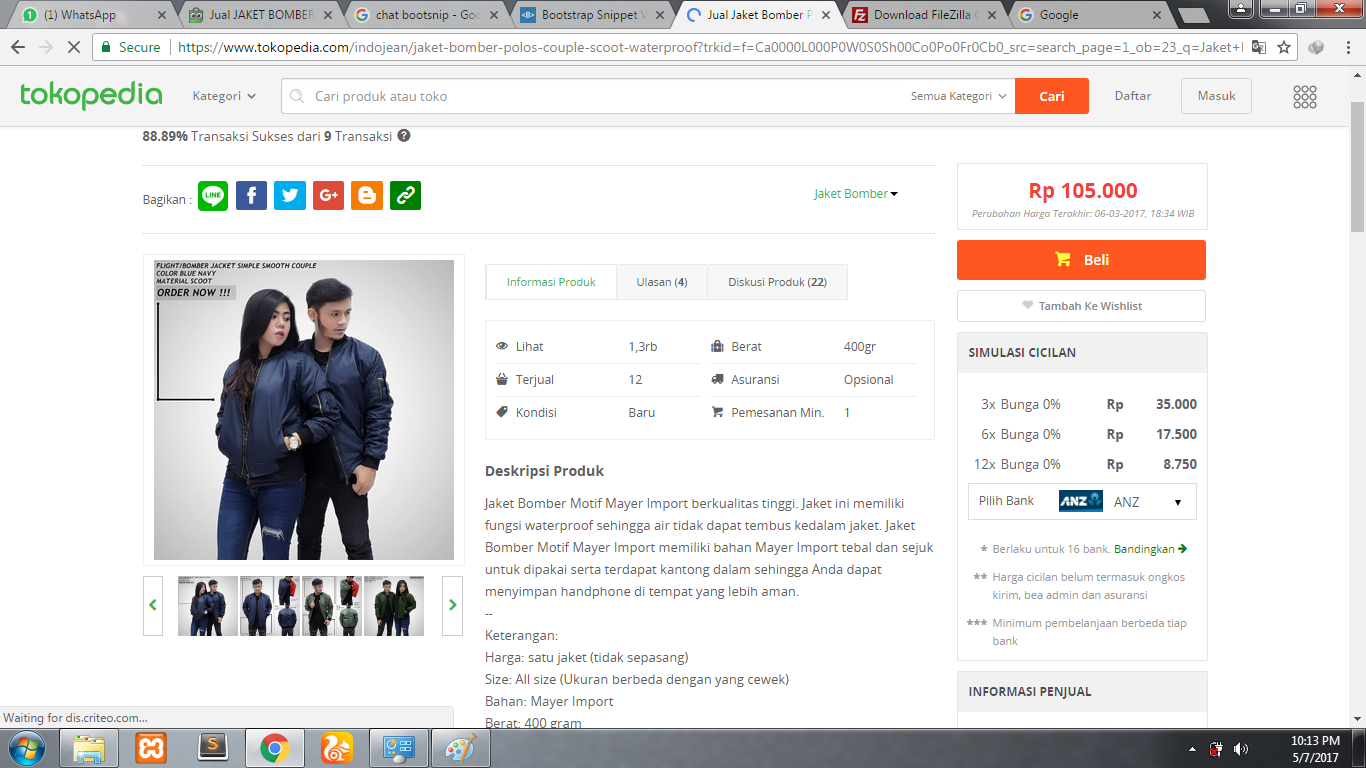 (1) WhatsApp
Jual JAKET BOMBER
chat bootsnip - Goo
Bootstrap Snippet V
Jual Jaket Bomber P
Download FileZilla C
Google
Secure https://www.tokopedia.com/indojean/jaket-bomber-polos-couple-scoot-waterproof?trkid=f=Ca0000L000P0W0S0Sh00Co0Po0Fr0Cb0_src=search_page=1_ob=23_q=Jaket+
tokopedia
Kategori
Cari produk atau toko
Semua Kategori
Cari
Daftar
Masuk
88.89% Transaksi Sukses dari 9 Transaksi
Bagikan :
LINE
Jaket Bomber
Rp 105.000
Perubahan Harga Terakhir: 06-03-2017, 18:34 WIB
Beli
Tambah Ke Wishlist
FLIGHT/BOMBER JACKET SIMPLE SMOOTH COUPLE
COLOR BLUE NAVY
MATERIAL SCOOT
ORDER NOW !!!
Informasi Produk
Ulasan (4)
Diskusi Produk (22)
Lihat 1,3rb Berat 400gr
Terjual 12 Asuransi Opsional
Kondisi Baru Pemesanan Min. 1
Deskripsi Produk
Jaket Bomber Motif Mayer Import berkualitas tinggi. Jaket ini memiliki
fungsi waterproof sehingga air tidak dapat tembus kedalam jaket. Jaket
Bomber Motif Mayer Import memiliki bahan Mayer Import tebal dan sejuk
untuk dipakai serta terdapat kantong dalam sehingga Anda dapat
menyimpan handphone di tempat yang lebih aman.
--
Keterangan:
Harga: satu jaket (tidak sepasang)
Size: All size (Ukuran berbeda dengan yang cewek)
Bahan: Mayer Import
Berat: 400 gram
SIMULASI CICILAN
3x Bunga 0% Rp 35.000
6x Bunga 0% Rp 17.500
12x Bunga 0% Rp 8.750
Pilih Bank ANZ ANZ
* Berlaku untuk 16 bank. Bandingkan
** Harga cicilan belum termasuk ongkos
kirim, bea admin dan asuransi
*** Minimum pembelanjaan berbeda tiap
bank
INFORMASI PENJUAL
Waiting for dis.criteo.com...
10:13 PM
5/7/2017